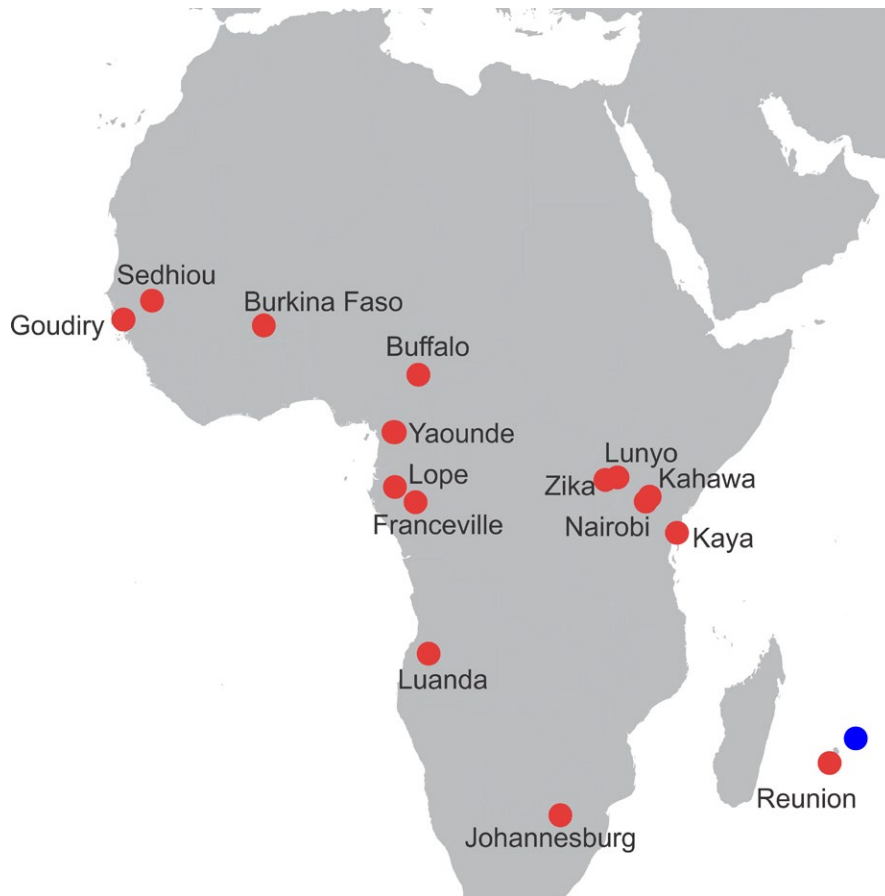 Sedhiou
Burkina Faso
Goudiry
Buffalo
Yaounde
Lunyo
Lope
Kahawa
Zika
Franceville
Nairobi
Kaya
Luanda
Reunion
Johannesburg